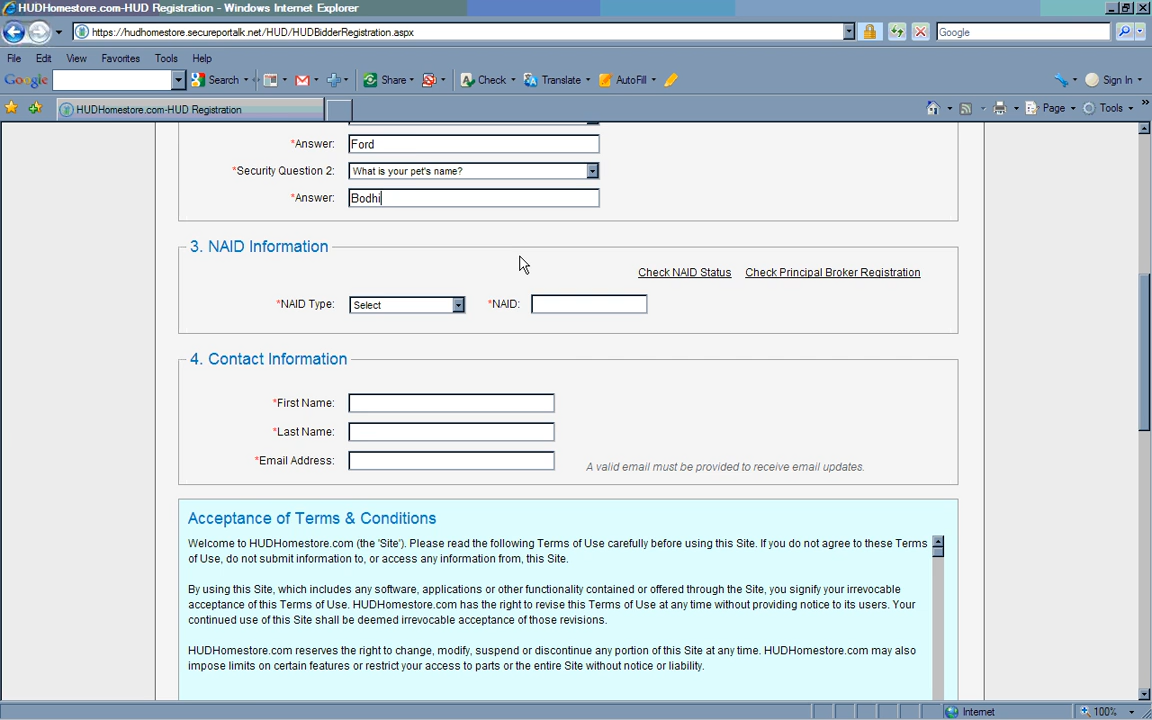 HUDHomestore.com-HUD Registration - Windows Internet Explorer
https://hudhomestore.secureportalk.net/HUD/HUDBidderRegistration.aspx
Google
File Edit View Favorites Tools Help
Google Search Share Check Translate AutoFill Sign In
HUDHomestore.com-HUD Registration
Page Tools »
*Answer: Ford
*Security Question 2: What is your pet's name?
*Answer: Bodhi
3. NAID Information
Check NAID Status Check Principal Broker Registration
*NAID Type: Select *NAID:
4. Contact Information
*First Name:
*Last Name:
*Email Address:
A valid email must be provided to receive email updates.
Acceptance of Terms & Conditions
Welcome to HUDHomestore.com (the 'Site'). Please read the following Terms of Use carefully before using this Site. If you do not agree to these Terms
of Use, do not submit information to, or access any information from, this Site.
By using this Site, which includes any software, applications or other functionality contained or offered through the Site, you signify your irrevocable
acceptance of this Terms of Use. HUDHomestore.com has the right to revise this Terms of Use at any time without providing notice to its users. Your
continued use of this Site shall be deemed irrevocable acceptance of those revisions.
HUDHomestore.com reserves the right to change, modify, suspend or discontinue any portion of this Site at any time. HUDHomestore.com may also
impose limits on certain features or restrict your access to parts or the entire Site without notice or liability.
Internet 100%